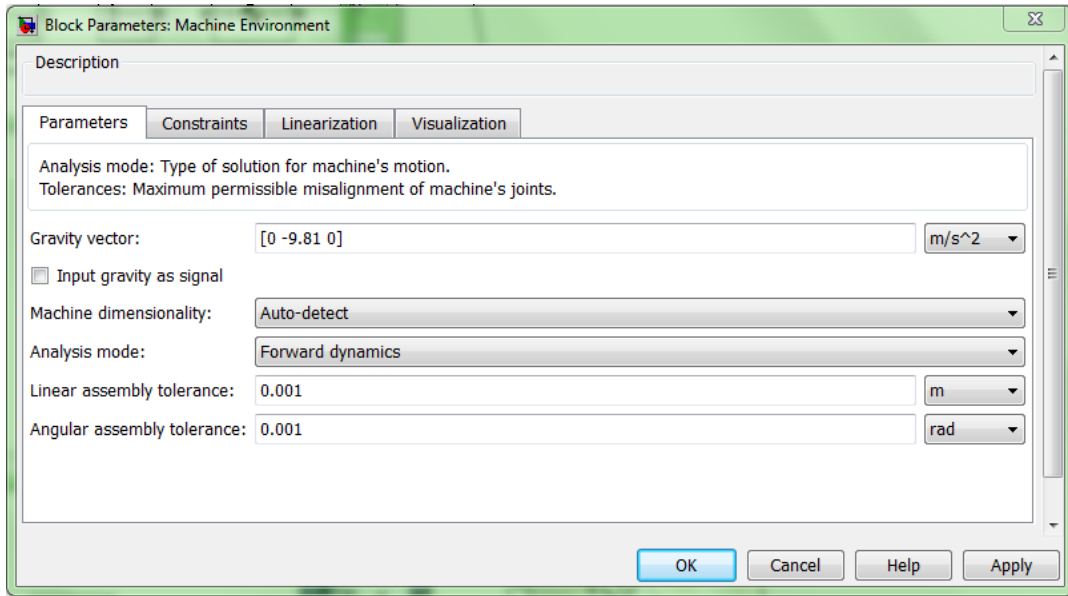 Block Parameters: Machine Environment
Description
Parameters Constraints Linearization Visualization
Analysis mode: Type of solution for machine's motion.
Tolerances: Maximum permissible misalignment of machine's joints.
Gravity vector: [0 -9.81 0] m/s^2
Input gravity as signal
Machine dimensionality: Auto-detect
Analysis mode: Forward dynamics
Linear assembly tolerance: 0.001 m
Angular assembly tolerance: 0.001 rad
OK Cancel Help Apply